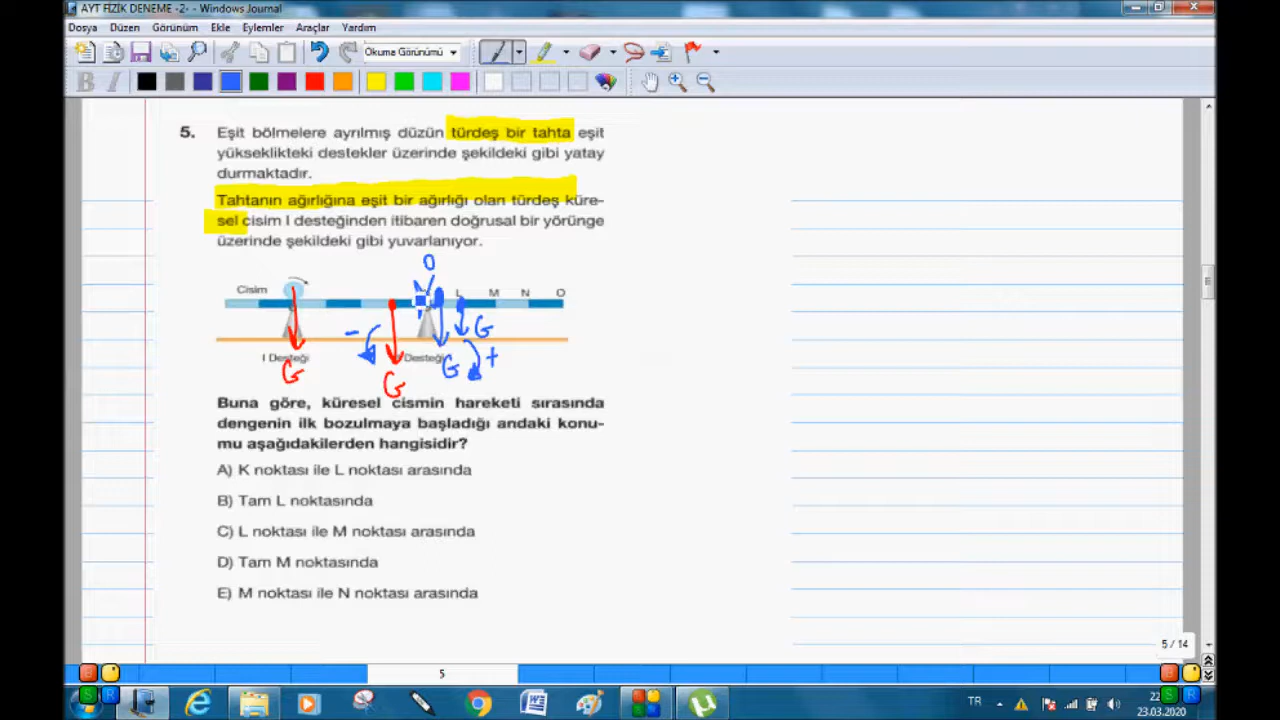 AYT FİZİK DENEME -2- - Windows Journal
Dosya Düzen Görünüm Ekle Eylemler Araçlar Yardım
Okuma Görünümü
B I
5. Eşit bölmelere ayrılmış düzün türdeş bir tahta eşit
yükseklikteki destekler üzerinde şekildeki gibi yatay
durmaktadır.
Tahtanın ağırlığına eşit bir ağırlığı olan türdeş küre-
sel cisim I desteğinden itibaren doğrusal bir yörünge
üzerinde şekildeki gibi yuvarlanıyor.
O
Cisim L M N O
G
- G +
I Desteği Desteği
G G
Buna göre, küresel cismin hareketi sırasında
dengenin ilk bozulmaya başladığı andaki konu-
mu aşağıdakilerden hangisidir?
A) K noktası ile L noktası arasında
B) Tam L noktasında
C) L noktası ile M noktası arasında
D) Tam M noktasında
E) M noktası ile N noktası arasında
5 / 14
5
TR
22
23.03.2020